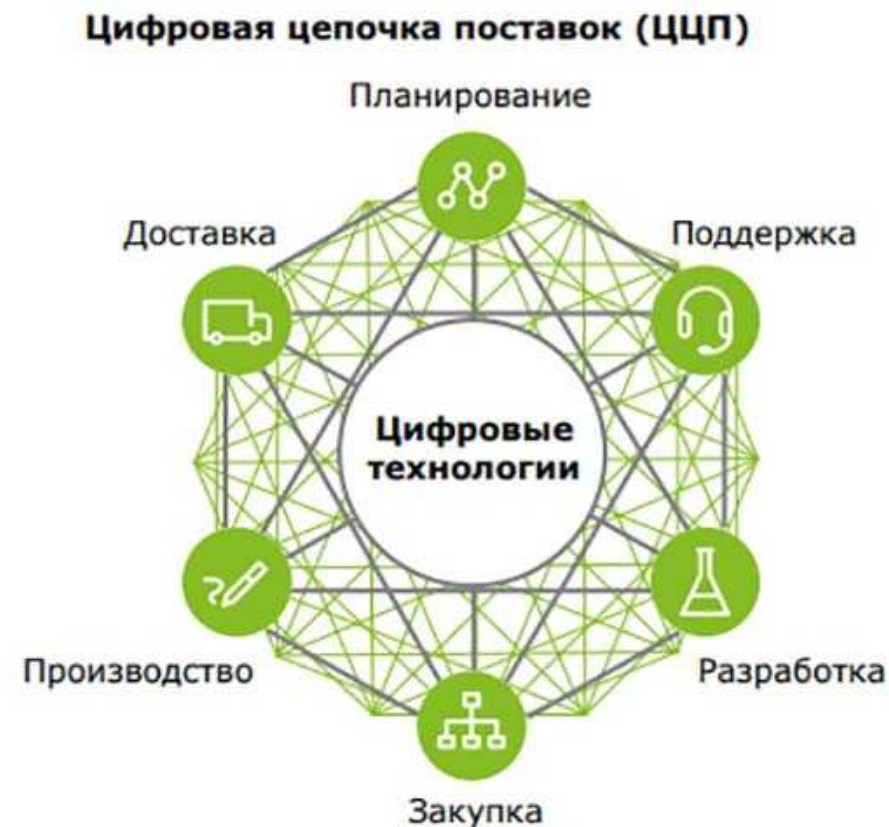 Цифровая цепочка поставок (ЦЦП)
Планирование
Доставка
Поддержка
Цифровые
технологии
Производство
Разработка
Закупка